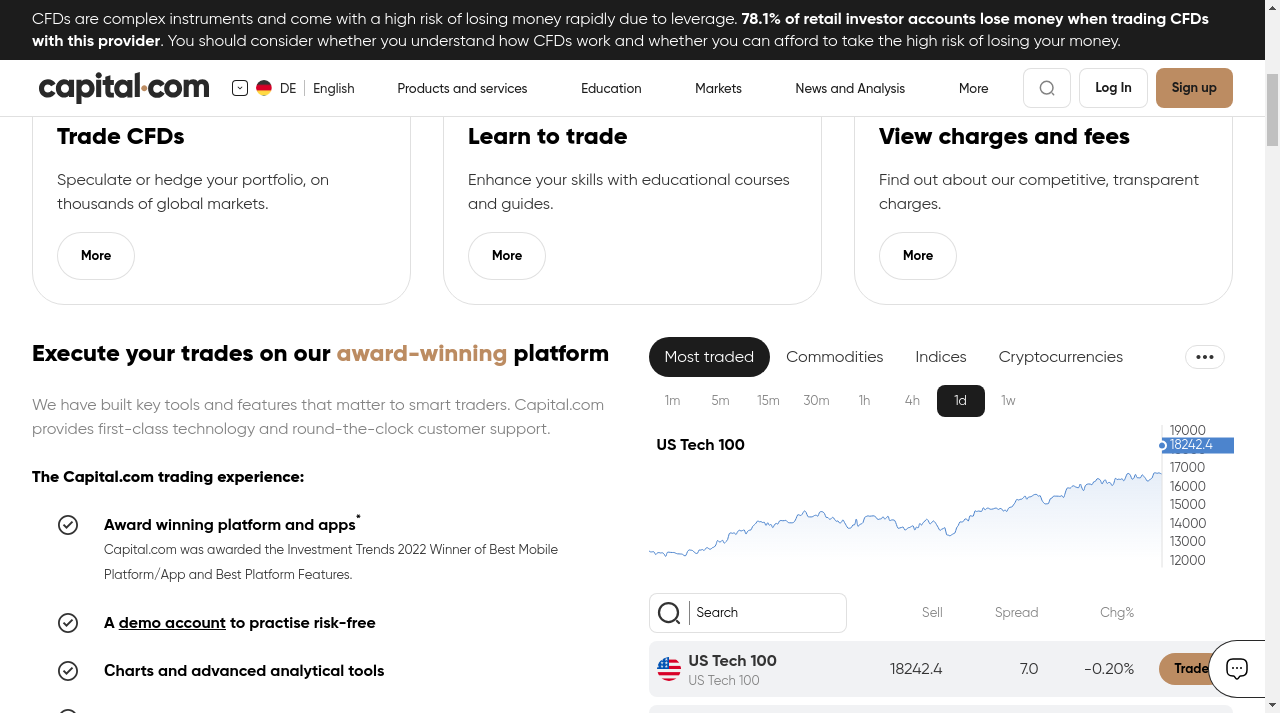 CFDs are complex instruments and come with a high risk of losing money rapidly due to leverage. 78.1% of retail investor accounts lose money when trading CFDs
with this provider. You should consider whether you understand how CFDs work and whether you can afford to take the high risk of losing your money.
capital.com DE English Products and services Education Markets News and Analysis More Log In Sign up
Trade CFDs
Speculate or hedge your portfolio, on
thousands of global markets.
More
Learn to trade
Enhance your skills with educational courses
and guides.
More
View charges and fees
Find out about our competitive, transparent
charges.
More
Execute your trades on our award-winning platform
We have built key tools and features that matter to smart traders. Capital.com
provides first-class technology and round-the-clock customer support.
The Capital.com trading experience:
Award winning platform and apps*
Capital.com was awarded the Investment Trends 2022 Winner of Best Mobile
Platform/App and Best Platform Features.
A demo account to practise risk-free
Charts and advanced analytical tools
Most traded Commodities Indices Cryptocurrencies
1m 5m 15m 30m 1h 4h 1d 1w
US Tech 100
19000
18242.4
17000
16000
15000
14000
13000
12000
Search Sell Spread Chg%
US Tech 100 18242.4 7.0 -0.20% Trade
US Tech 100